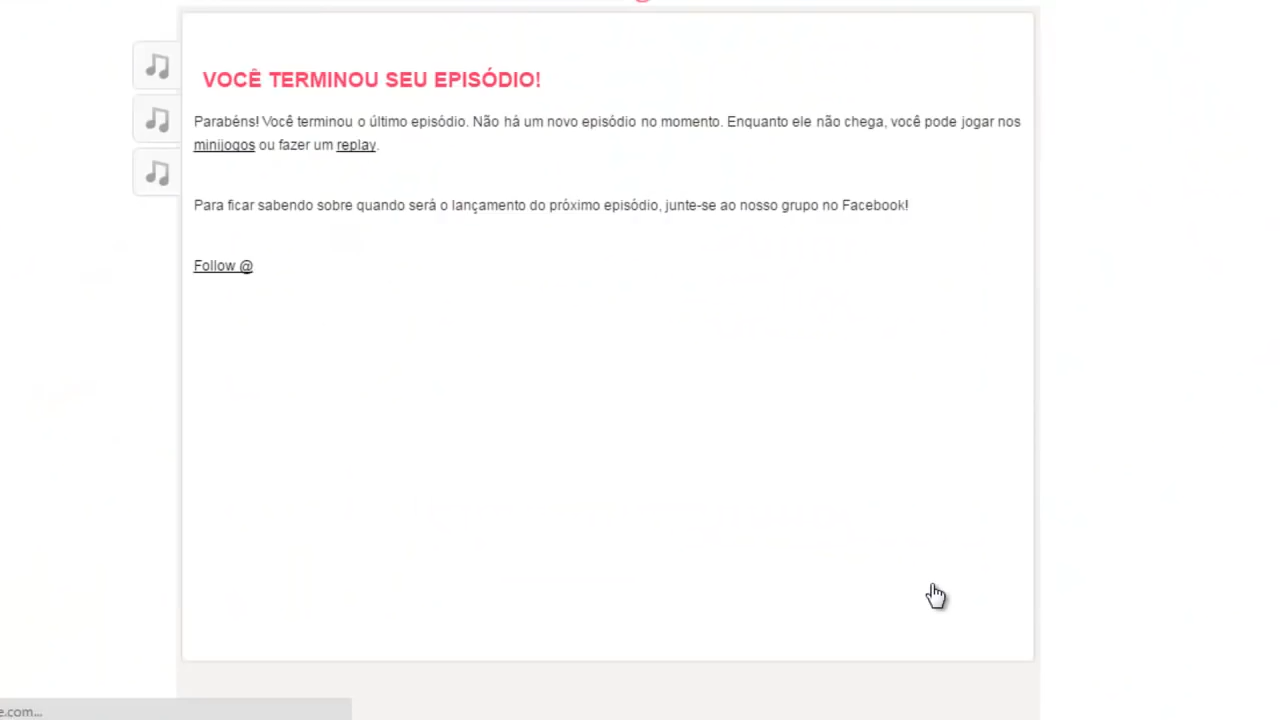 VOCÊ TERMINOU SEU EPISÓDIO!
Parabéns! Você terminou o último episódio. Não há um novo episódio no momento. Enquanto ele não chega, você pode jogar nos
minijogos ou fazer um replay.
Para ficar sabendo sobre quando será o lançamento do próximo episódio, junte-se ao nosso grupo no Facebook!
Follow @
e.com...